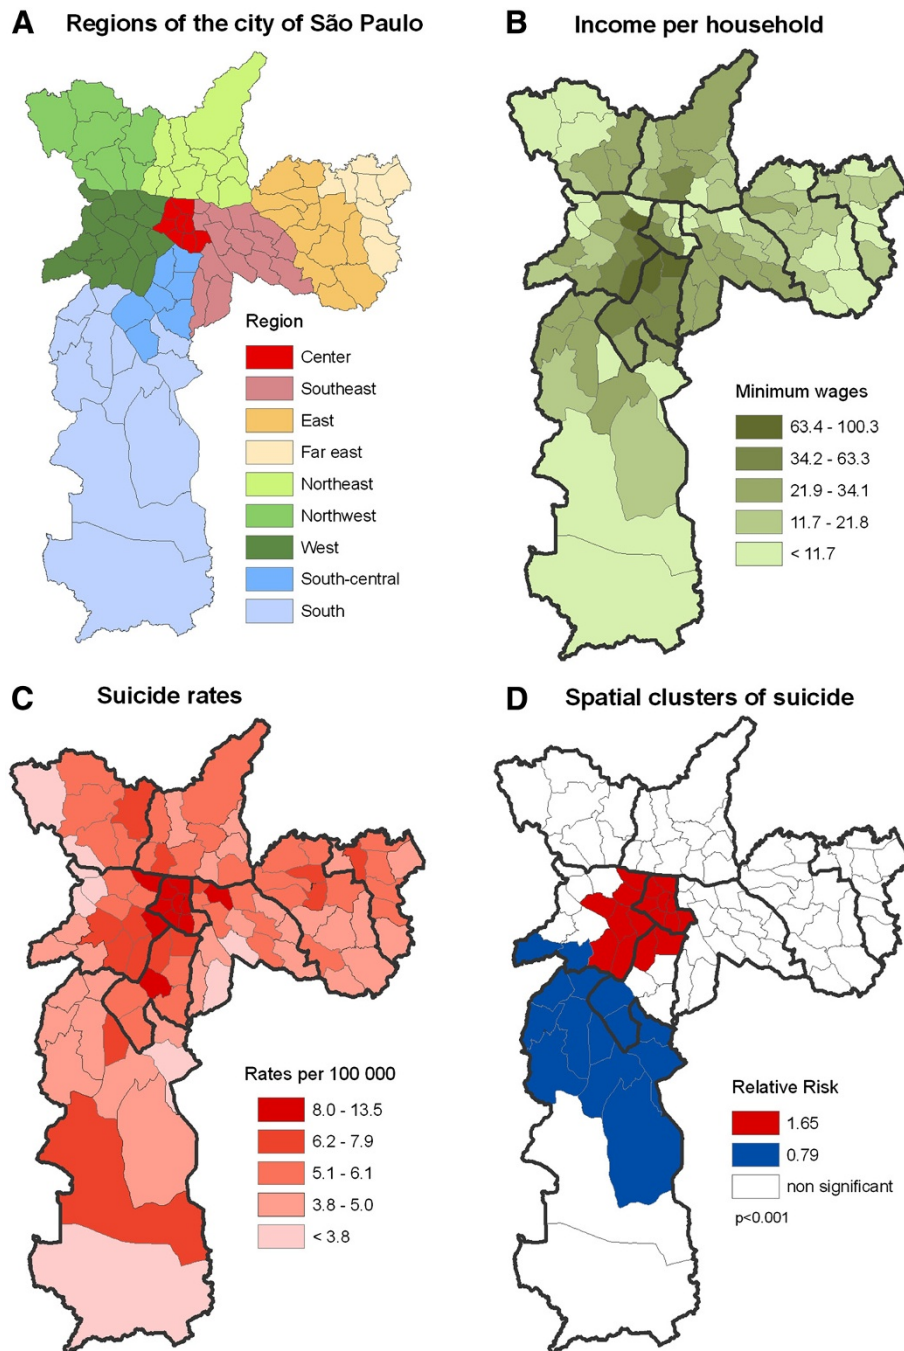 A Regions of the city of São Paulo
Region
Center
Southeast
East
Far east
Northeast
Northwest
West
South-central
South
B Income per household
Minimum wages
63.4 - 100.3
34.2 - 63.3
21.9 - 34.1
11.7 - 21.8
< 11.7
C Suicide rates
Rates per 100 000
8.0 - 13.5
6.2 - 7.9
5.1 - 6.1
3.8 - 5.0
< 3.8
D Spatial clusters of suicide
Relative Risk
1.65
0.79
non significant
p<0.001